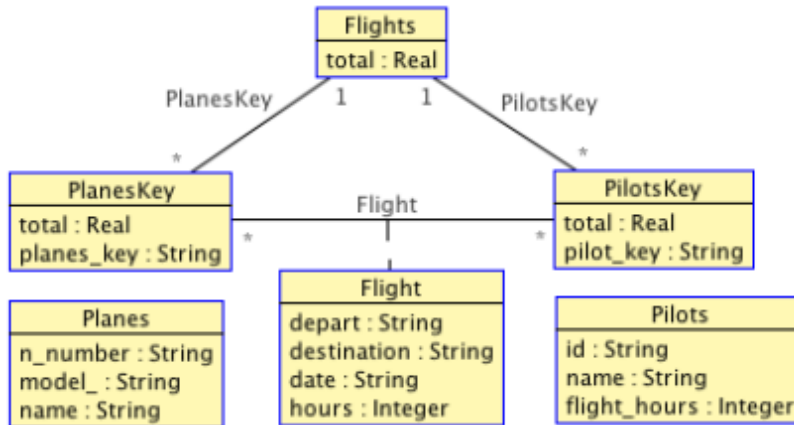 Flights
total : Real
PlanesKey
1
1
PilotsKey
*
*
PlanesKey
total : Real
planes_key : String
Flight
*
*
PilotsKey
total : Real
pilot_key : String
Planes
n_number : String
model_ : String
name : String
Flight
depart : String
destination : String
date : String
hours : Integer
Pilots
id : String
name : String
flight_hours : Integer